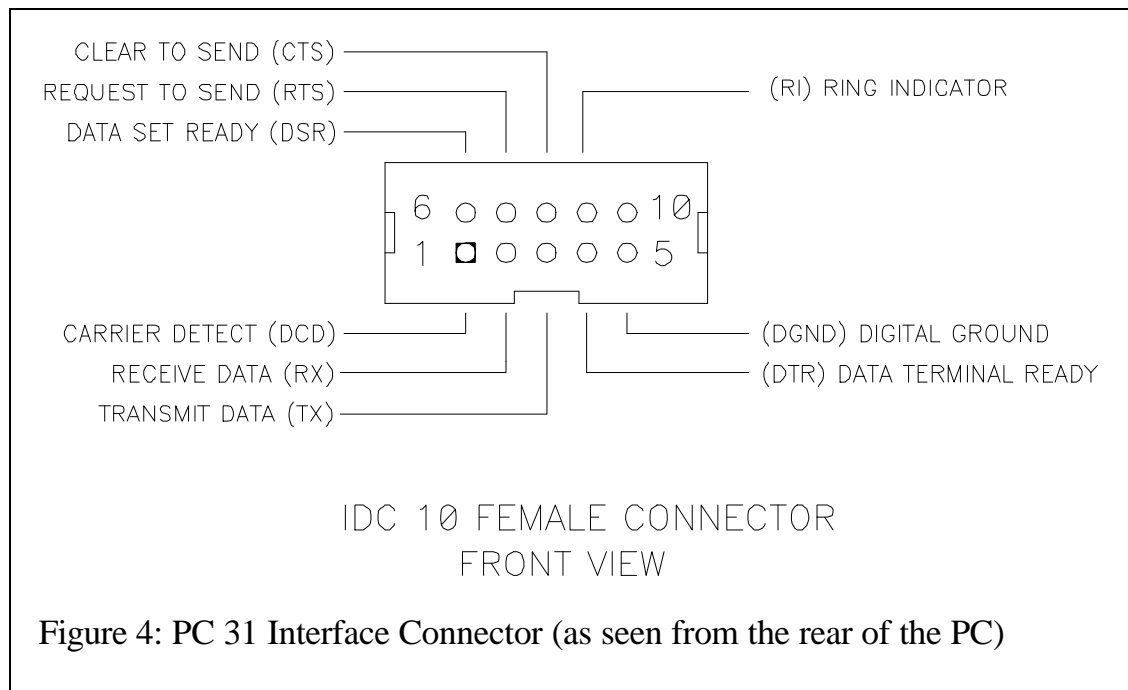 CLEAR TO SEND (CTS)
REQUEST TO SEND (RTS)
DATA SET READY (DSR)
(RI) RING INDICATOR
6 10
1 5
CARRIER DETECT (DCD)
RECEIVE DATA (RX)
TRANSMIT DATA (TX)
(DGND) DIGITAL GROUND
(DTR) DATA TERMINAL READY
IDC 10 FEMALE CONNECTOR
FRONT VIEW
Figure 4: PC 31 Interface Connector (as seen from the rear of the PC)